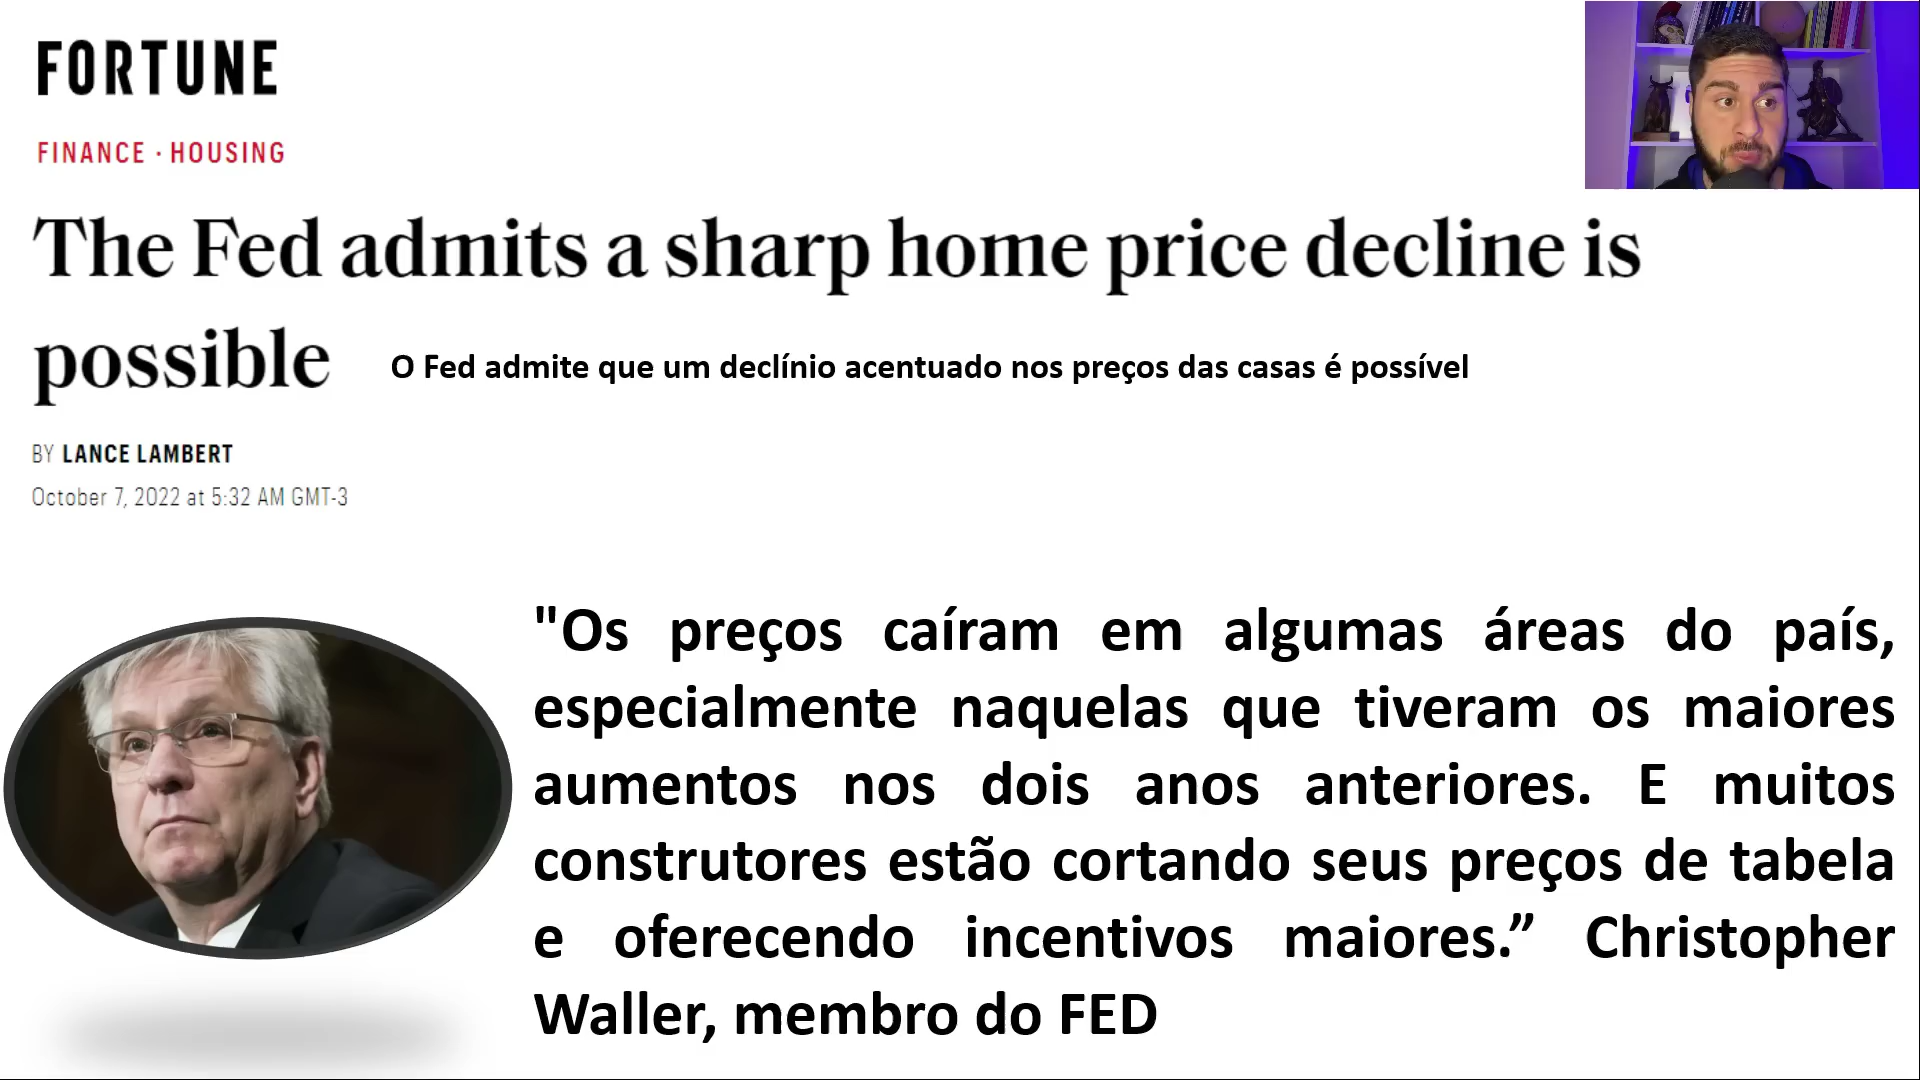 FORTUNE
FINANCE · HOUSING
The Fed admits a sharp home price decline is
possible
O Fed admite que um declínio acentuado nos preços das casas é possível
BY LANCE LAMBERT
October 7, 2022 at 5:32 AM GMT-3
"Os preços caíram em algumas áreas do país,
especialmente naquelas que tiveram os maiores
aumentos nos dois anos anteriores. E muitos
construtores estão cortando seus preços de tabela
e oferecendo incentivos maiores.” Christopher
Waller, membro do FED